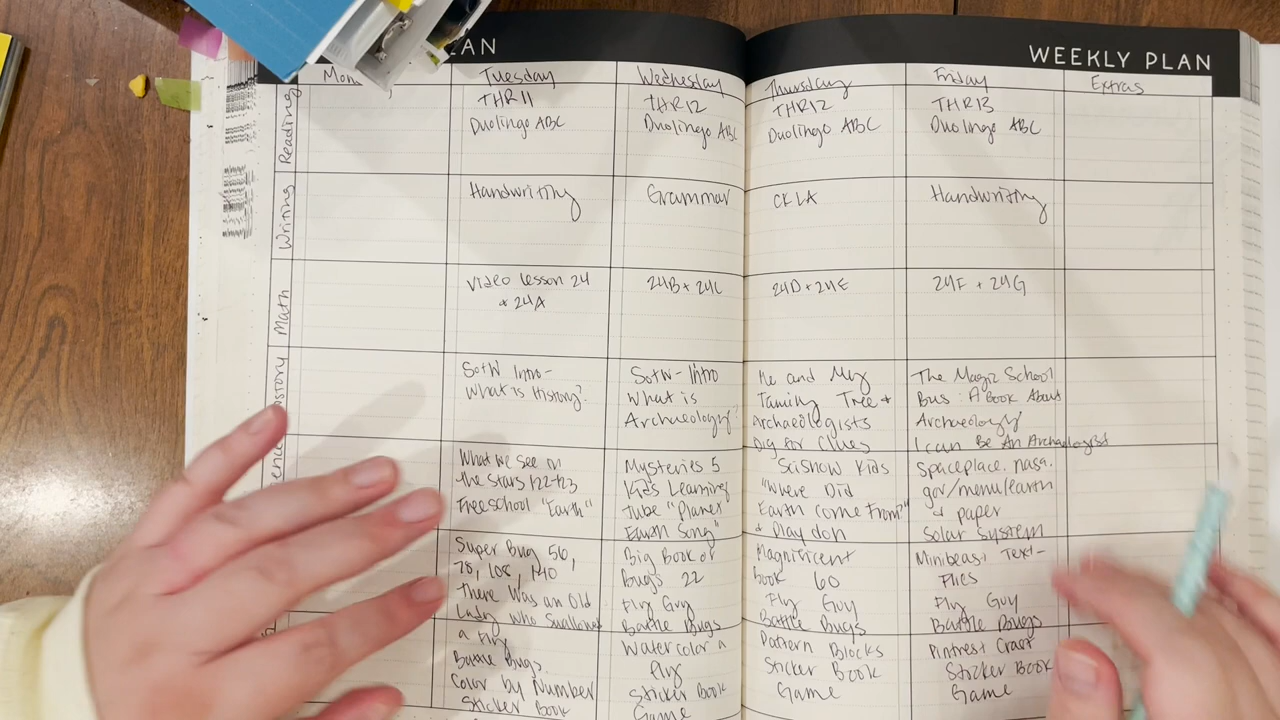 LAN
WEEKLY PLAN
Mon
Tuesday
Wednesday
Thursday
Friday
Extras
Reading
THR11
Duolingo ABC
THR12
Duolingo ABC
THR12
Duolingo ABC
THR13
Duolingo ABC
Writing
Handwriting
Grammar
CKLA
Handwriting
Math
Video lesson 24
& 24A
24B + 24C
24D + 24E
24F + 24G
istory
SotW Intro-
What is History?
SotW - Intro
What is
Archaeology?
Me and My
Family Tree +
Archaeologists
Dig For Clues
The Magic School
Bus: A Book About
Archaeology
I can Be An Archaeologist
ence
What we see in
the stars 122-123
Freeschool "Earth"
Mysteries 5
Kids Learning
Tube "Planet
Earth Song"
SciShow Kids
"Where Did
Earth come From?"
& Playdoh
Spaceplace.nasa.
gov/menu/earth
& paper
Solar System
Super Bug 56,
78, 108, 140
There Was an Old
Lady Who Swallowed
a Fly
Battle Bugs
Big Book of
Bugs 22
Fly Guy
Battle Bugs
Magnificent
Book 60
Fly Guy
Battle Bugs
Minibeast Text-
Flies
Fly Guy
Battle Bugs
Color by Number
Sticker Book
Watercolor a
Fly
Sticker Book
Game
Pattern Blocks
Sticker Book
Game
Pintrest Craft
Sticker Book
Game